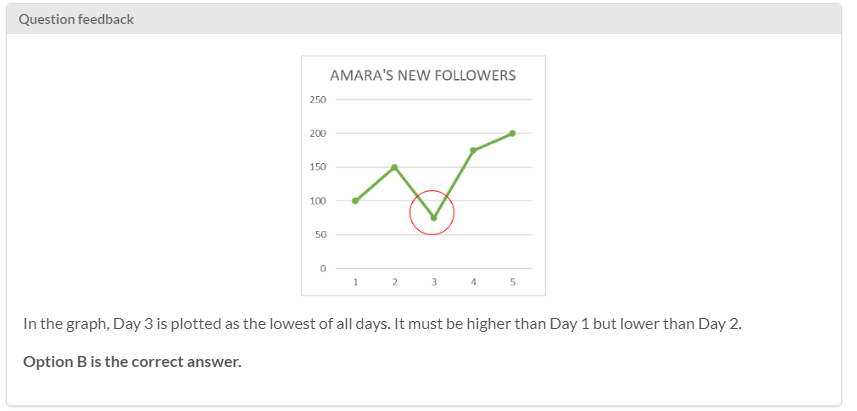 Question feedback
AMARA'S NEW FOLLOWERS
250
200
150
100
50
0
1 2 3 4 5
In the graph, Day 3 is plotted as the lowest of all days. It must be higher than Day 1 but lower than Day 2.
Option B is the correct answer.